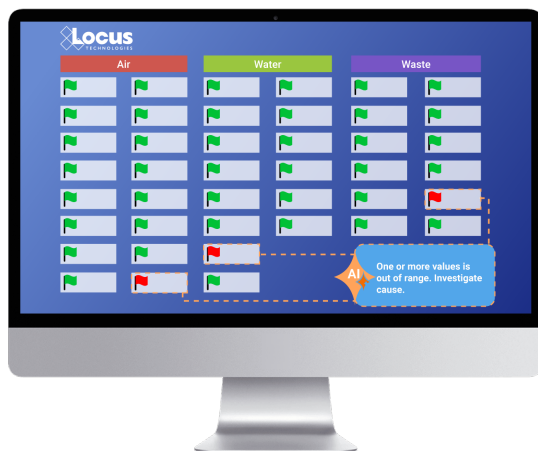 Locus
TECHNOLOGIES
Air
Water
Waste
AI
One or more values is
out of range. Investigate
cause.